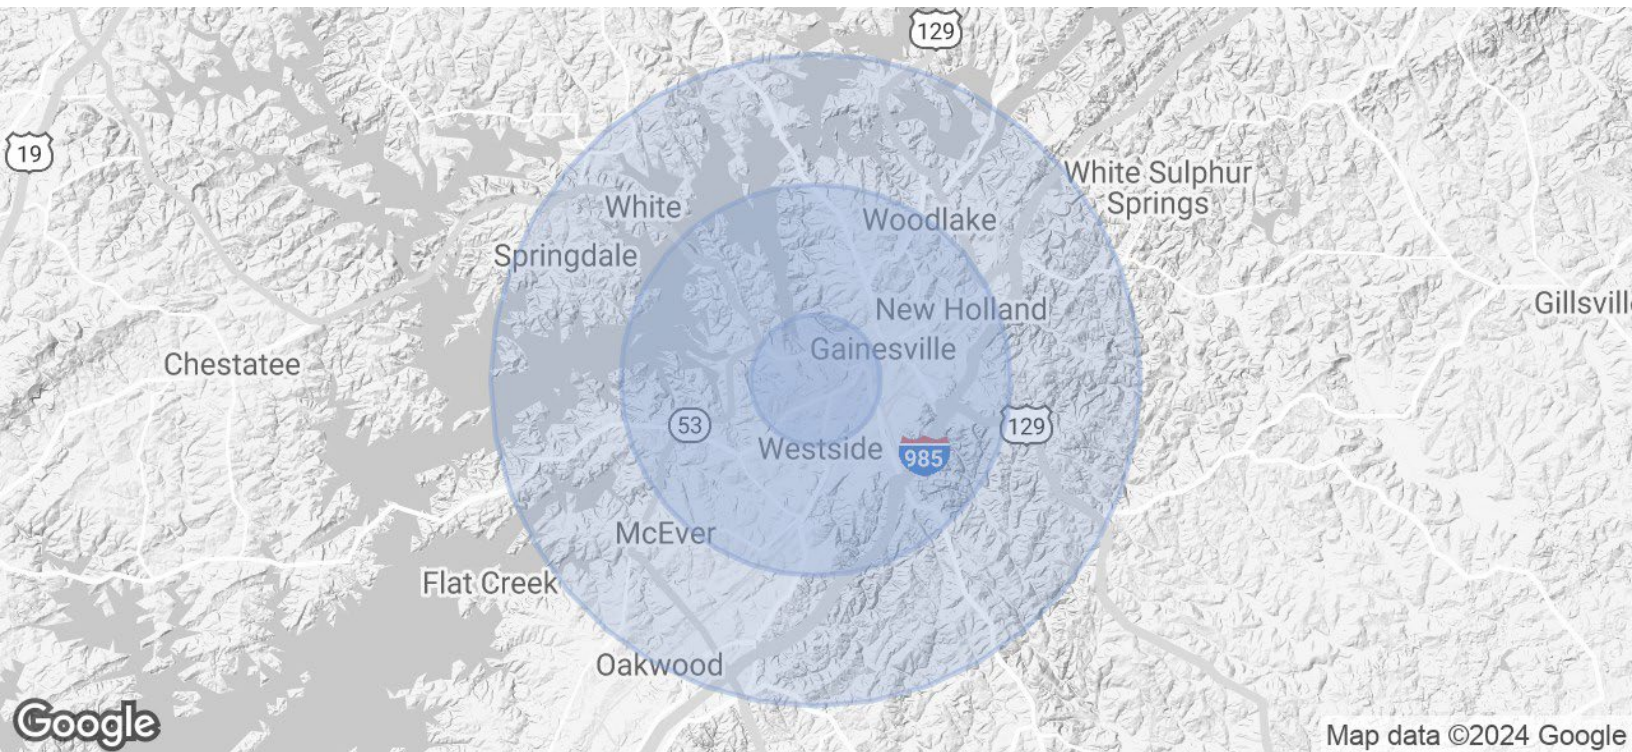 129
19
White Sulphur
Springs
White
Woodlake
Springdale
Gillsville
New Holland
Gainesville
Chestatee
53
129
Westside
985
McEver
Flat Creek
Oakwood
Google
Map data ©2024 Google